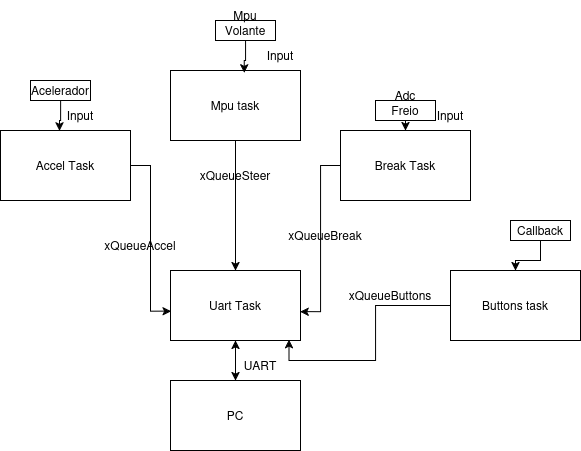 Mpu
Volante
Input
Acelerador
Input
Mpu task
Adc
Freio
Input
Accel Task
Break Task
xQueueSteer
Callback
xQueueBreak
xQueueAccel
xQueueButtons
Uart Task
Buttons task
UART
PC